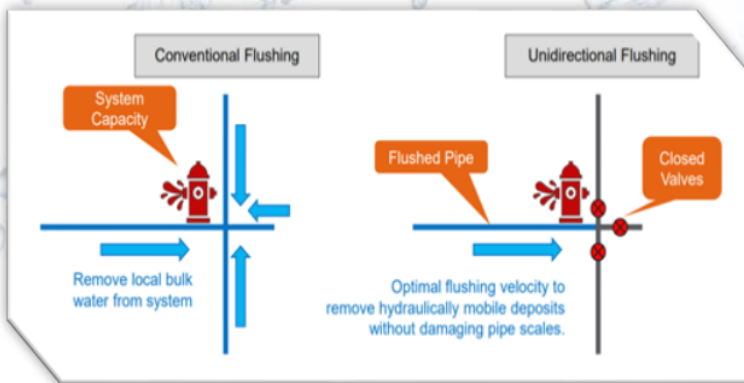 Conventional Flushing
System
Capacity
Remove local bulk
water from system
Unidirectional Flushing
Flushed Pipe
Closed
Valves
Optimal flushing velocity to
remove hydraulically mobile deposits
without damaging pipe scales.